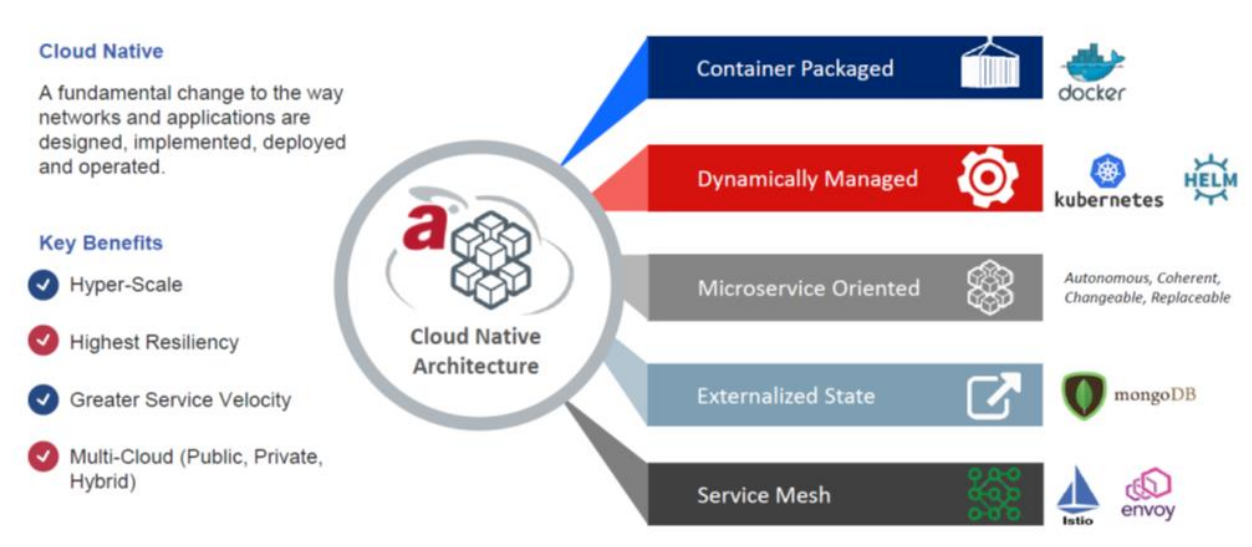 Cloud Native
A fundamental change to the way
networks and applications are
designed, implemented, deployed
and operated.
Key Benefits
Hyper-Scale
Highest Resiliency
Greater Service Velocity
Multi-Cloud (Public, Private,
Hybrid)
a
Cloud Native
Architecture
Container Packaged
docker
Dynamically Managed
kubernetes
HELM
Microservice Oriented
Autonomous, Coherent,
Changeable, Replaceable
Externalized State
mongoDB
Service Mesh
Istio
envoy